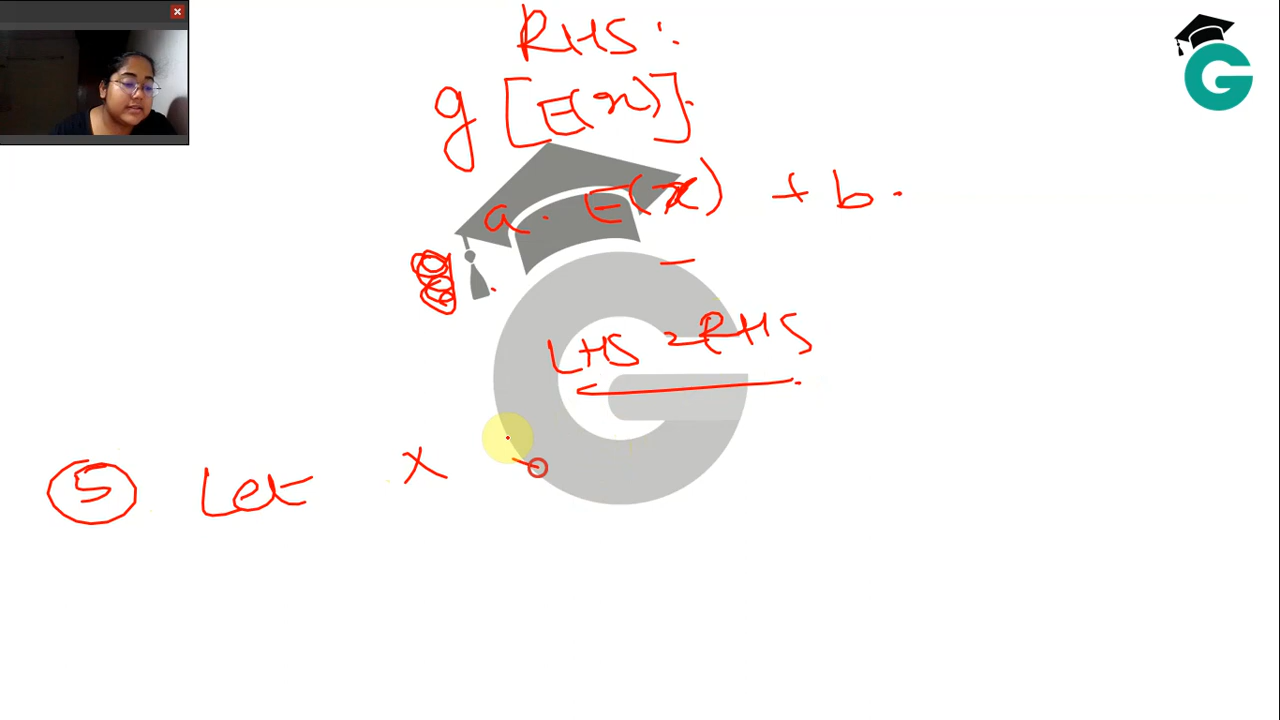 RHS:
g [E(x)].
a. E(x) + b.
LHS = RHS
⑤ Let X